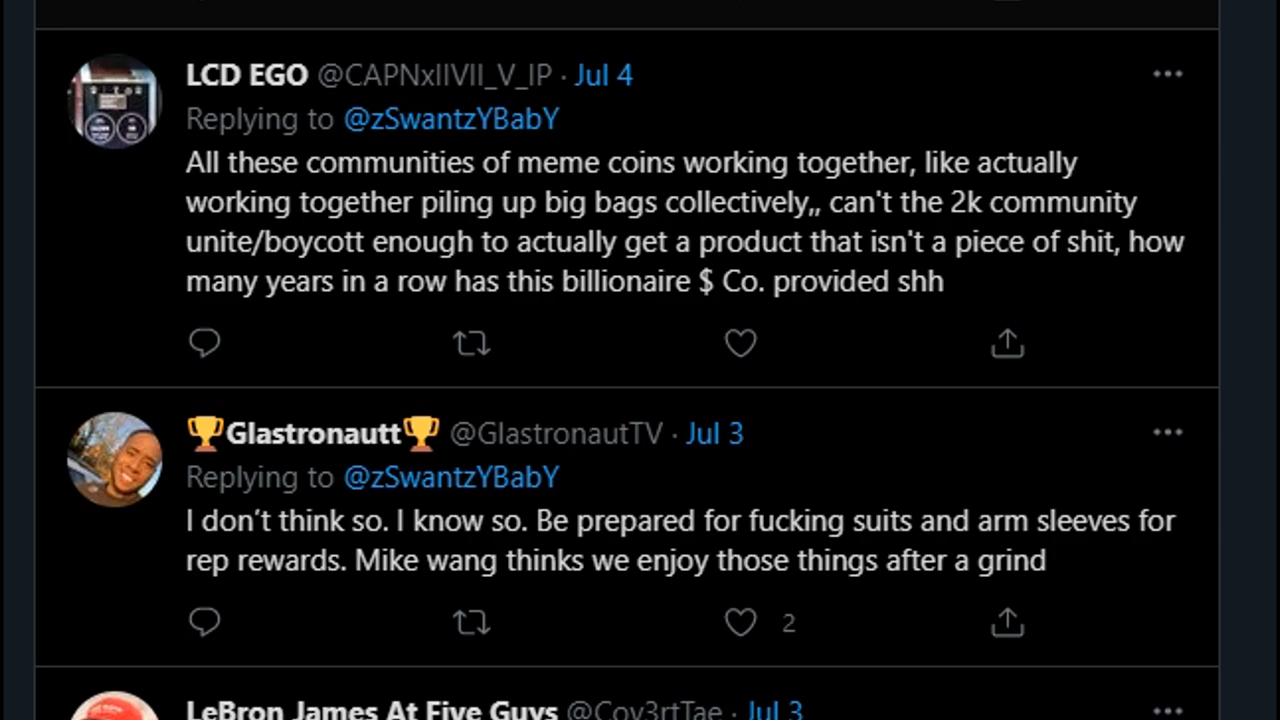 LCD EGO @CAPNxIIVII_V_IP · Jul 4
Replying to @zSwantzYBabY
All these communities of meme coins working together, like actually
working together piling up big bags collectively,, can't the 2k community
unite/boycott enough to actually get a product that isn't a piece of shit, how
many years in a row has this billionaire $ Co. provided shh
🏆Glastronautt🏆 @GlastronautTV · Jul 3
Replying to @zSwantzYBabY
I don’t think so. I know so. Be prepared for fucking suits and arm sleeves for
rep rewards. Mike wang thinks we enjoy those things after a grind
2
LeBron James At Five Guys @Cov3rtTae · Jul 3